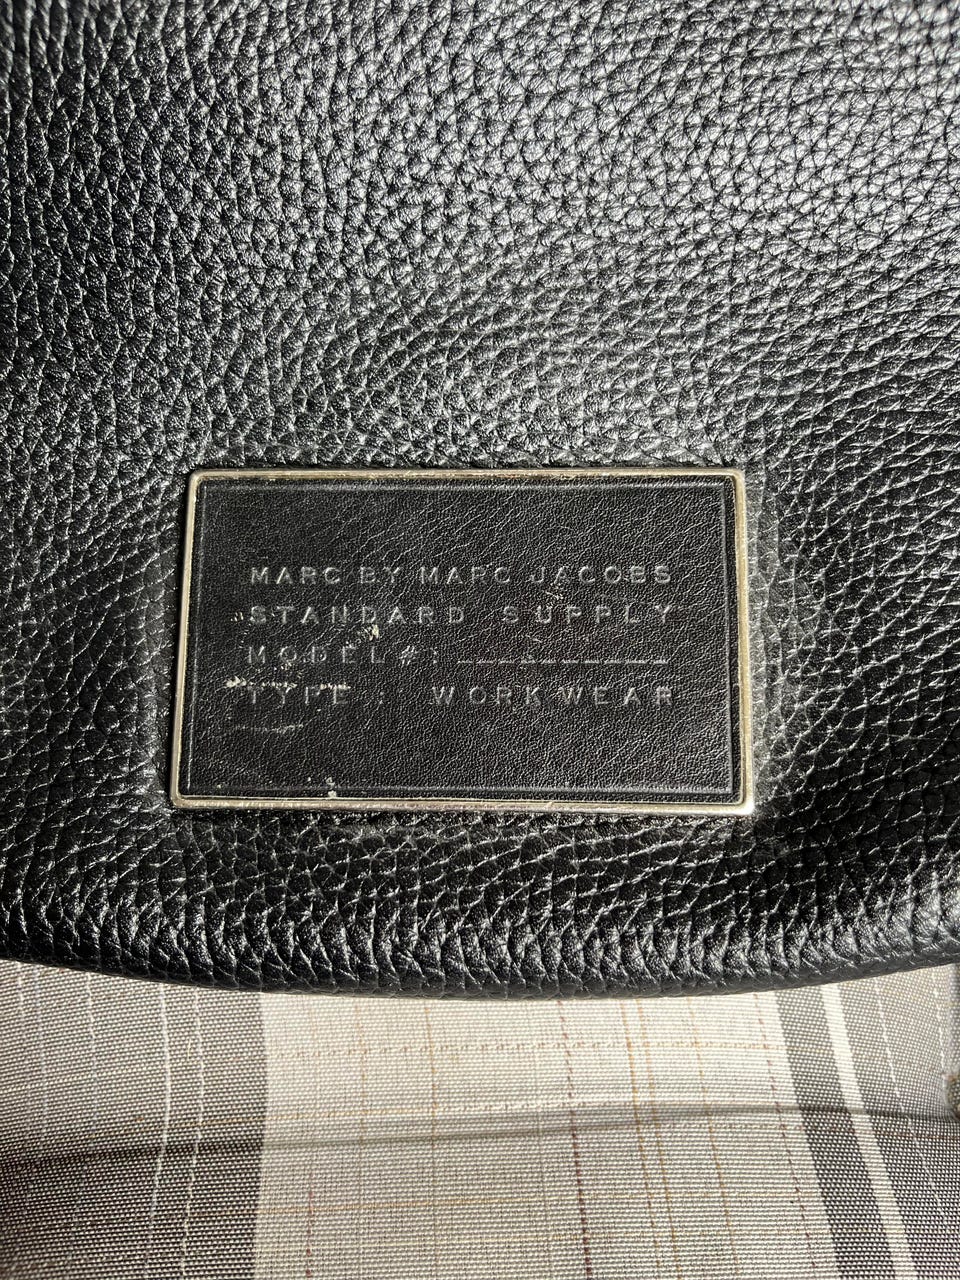 MARC BY MARC JACOBS
STANDARD SUPPLY
MODEL#: _ _ _ _ _ _ _ _
TYPE: WORKWEAR